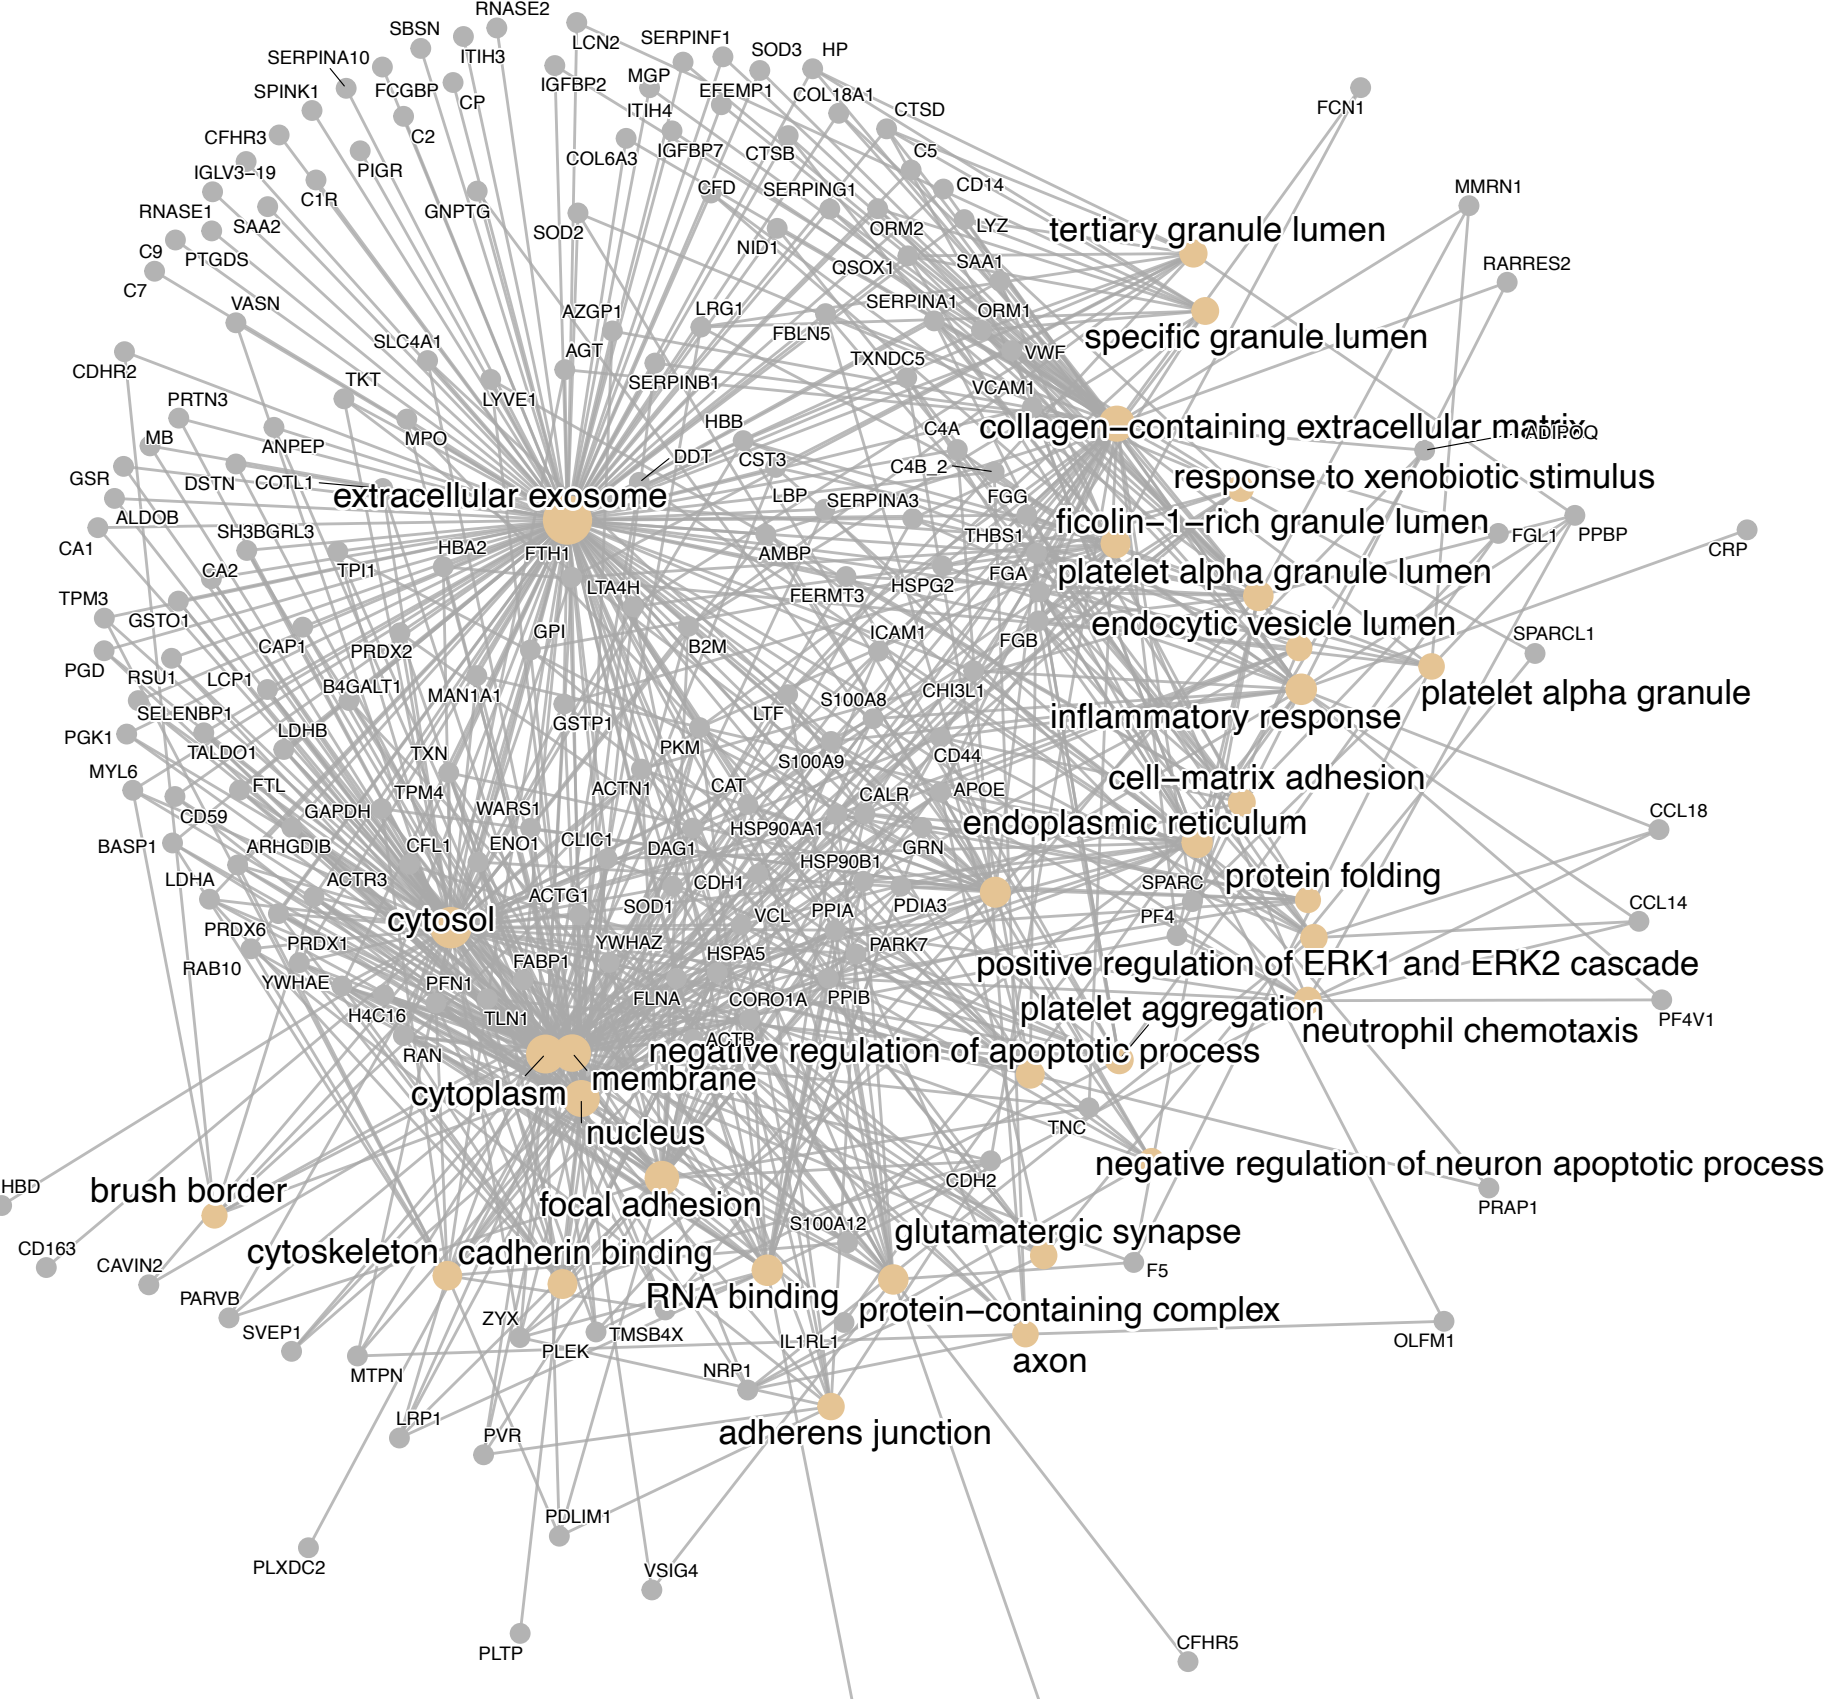 RNASE2
SBSN
LCN2
SERPINF1
SOD3
HP
SERPINA10
ITIH3
IGFBP2
MGP
EFEMP1
COL18A1
SPINK1
FCGBP
CP
ITIH4
CTSD
FCN1
CFHR3
C2
COL6A3
IGFBP7
CTSB
C5
IGLV3−19
PIGR
C1R
CFD
SERPING1
CD14
MMRN1
RNASE1
SAA2
GNPTG
SOD2
NID1
ORM2
LYZ
tertiary granule lumen
C9
PTGDS
QSOX1
SAA1
RARRES2
C7
VASN
AZGP1
LRG1
SERPINA1
ORM1
FBLN5
specific granule lumen
SLC4A1
AGT
TXNDC5
VWF
CDHR2
TKT
LYVE1
SERPINB1
VCAM1
PRTN3
HBB
C4A
collagen−containing extracellular matrix
ADIPOQ
MB
ANPEP
MPO
DDT
CST3
C4B_2
response to xenobiotic stimulus
GSR
DSTN
COTL1
extracellular exosome
LBP
SERPINA3
FGG
ALDOB
SH3BGRL3
ficolin−1−rich granule lumen
THBS1
FGL1
PPBP
CRP
CA1
CA2
TPI1
HBA2
FTH1
AMBP
FGA
platelet alpha granule lumen
TPM3
GSTO1
LTA4H
FERMT3
HSPG2
endocytic vesicle lumen
CAP1
PRDX2
GPI
B2M
ICAM1
FGB
SPARCL1
PGD
RSU1
LCP1
B4GALT1
MAN1A1
S100A8
CHI3L1
platelet alpha granule
SELENBP1
LDHB
GSTP1
LTF
inflammatory response
PGK1
TALDO1
TXN
PKM
S100A9
CD44
MYL6
FTL
TPM4
ACTN1
CAT
CALR
APOE
cell−matrix adhesion
CD59
GAPDH
WARS1
HSP90AA1
endoplasmic reticulum
CCL18
BASP1
ARHGDIB
CFL1
ENO1
CLIC1
DAG1
HSP90B1
GRN
LDHA
ACTR3
ACTG1
CDH1
SPARC
protein folding
cytosol
SOD1
VCL
PPIA
PDIA3
PF4
CCL14
PRDX6
PRDX1
YWHAZ
HSPA5
PARK7
RAB10
YWHAE
PFN1
FABP1
positive regulation of ERK1 and ERK2 cascade
H4C16
TLN1
FLNA
CORO1A
PPIB
platelet aggregation
PF4V1
RAN
ACTB
neutrophil chemotaxis
negative regulation of apoptotic process
cytoplasm
membrane
nucleus
TNC
negative regulation of neuron apoptotic process
HBD
brush border
focal adhesion
CDH2
PRAP1
CD163
CAVIN2
cytoskeleton
cadherin binding
S100A12
glutamatergic synapse
F5
PARVB
RNA binding
protein−containing complex
SVEP1
ZYX
TMSB4X
IL1RL1
OLFM1
MTPN
PLEK
NRP1
axon
LRP1
PVR
adherens junction
PDLIM1
PLXDC2
VSIG4
PLTP
CFHR5